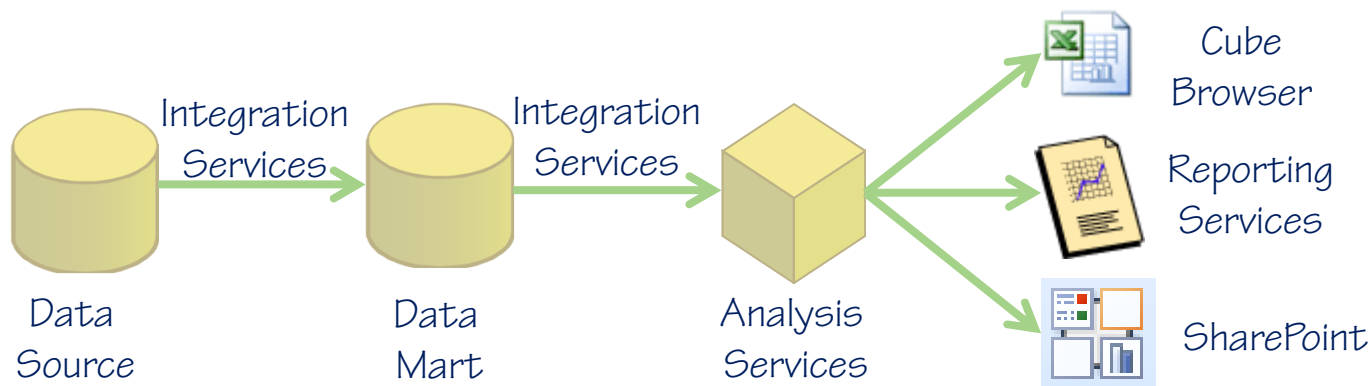 Integration
Services
Integration
Services
Data
Source
Data
Mart
Analysis
Services
Cube
Browser
Reporting
Services
SharePoint